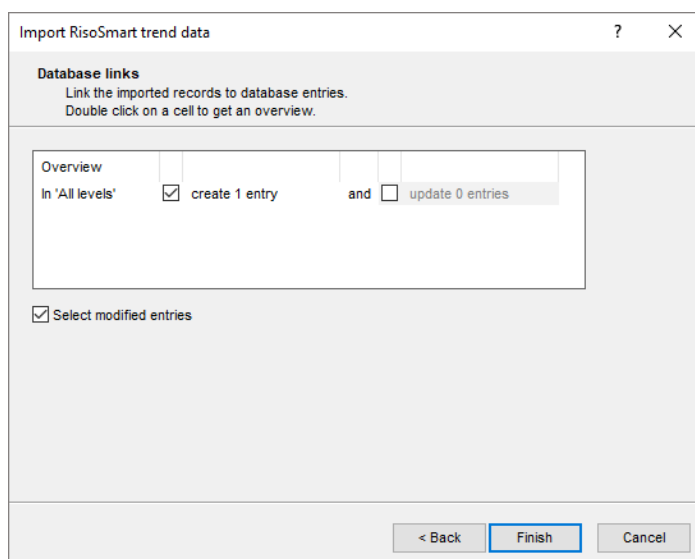 Import RisoSmart trend data ? ×
Database links
Link the imported records to database entries.
Double click on a cell to get an overview.
Overview
In 'All levels' create 1 entry and update 0 entries
Select modified entries
< Back Finish Cancel